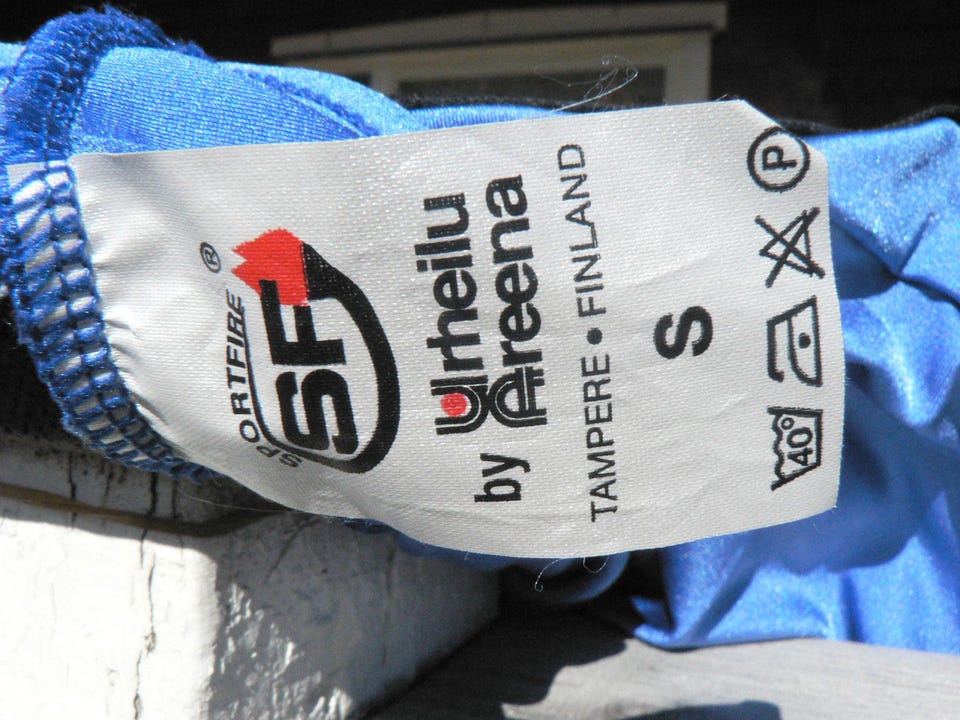 SPORTFIRE ®
SF
Urheilu
by Areena
TAMPERE • FINLAND
S
40° P